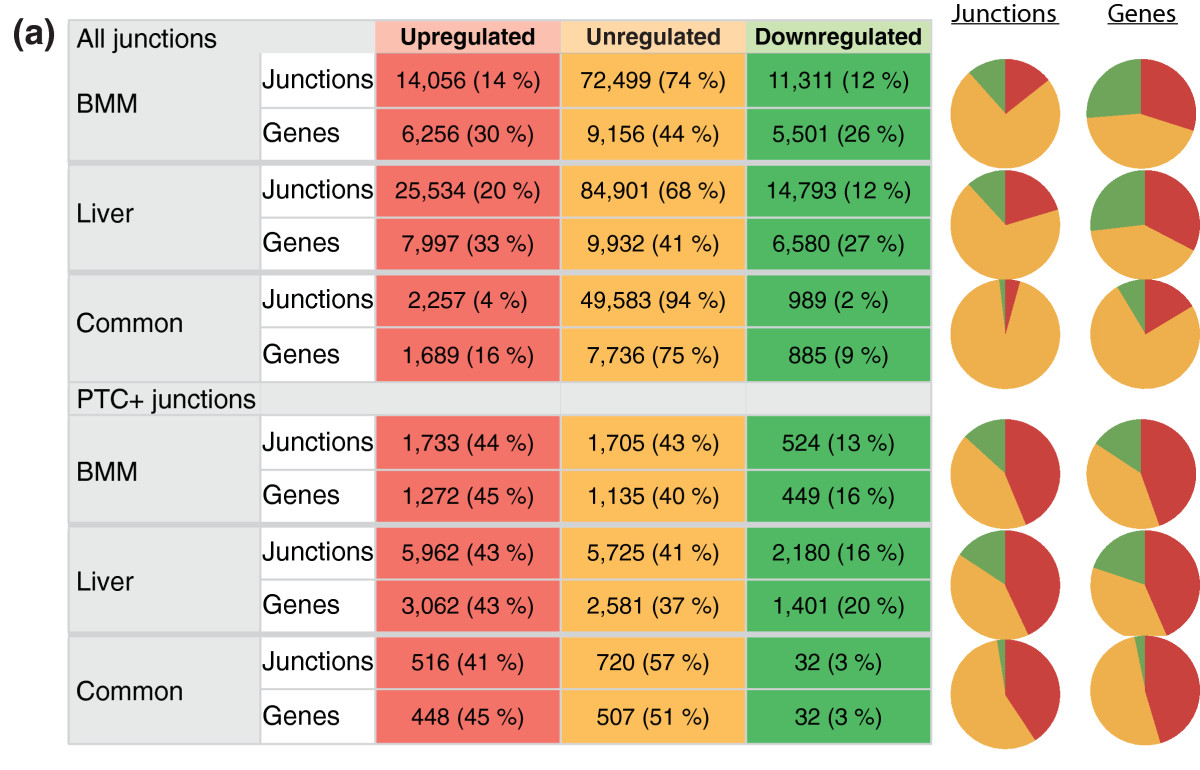 (a)
All junctions Upregulated Unregulated Downregulated Junctions Genes
BMM
Junctions 14,056 (14 %) 72,499 (74 %) 11,311 (12 %)
Genes 6,256 (30 %) 9,156 (44 %) 5,501 (26 %)
Liver
Junctions 25,534 (20 %) 84,901 (68 %) 14,793 (12 %)
Genes 7,997 (33 %) 9,932 (41 %) 6,580 (27 %)
Common
Junctions 2,257 (4 %) 49,583 (94 %) 989 (2 %)
Genes 1,689 (16 %) 7,736 (75 %) 885 (9 %)
PTC+ junctions
BMM
Junctions 1,733 (44 %) 1,705 (43 %) 524 (13 %)
Genes 1,272 (45 %) 1,135 (40 %) 449 (16 %)
Liver
Junctions 5,962 (43 %) 5,725 (41 %) 2,180 (16 %)
Genes 3,062 (43 %) 2,581 (37 %) 1,401 (20 %)
Common
Junctions 516 (41 %) 720 (57 %) 32 (3 %)
Genes 448 (45 %) 507 (51 %) 32 (3 %)